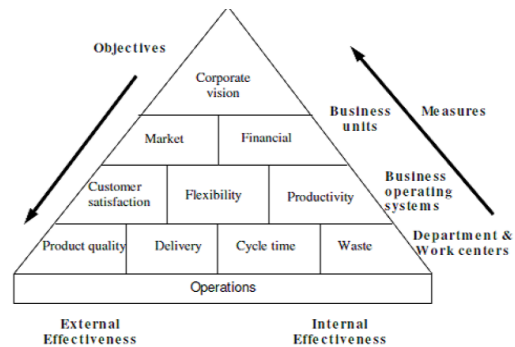 Objectives
Corporate
vision
Business
units
Measures
Market
Financial
Customer
satisfaction
Flexibility
Productivity
Business
operating
systems
Product quality
Delivery
Cycle time
Waste
Department &
Work centers
Operations
External
Effectiveness
Internal
Effectiveness